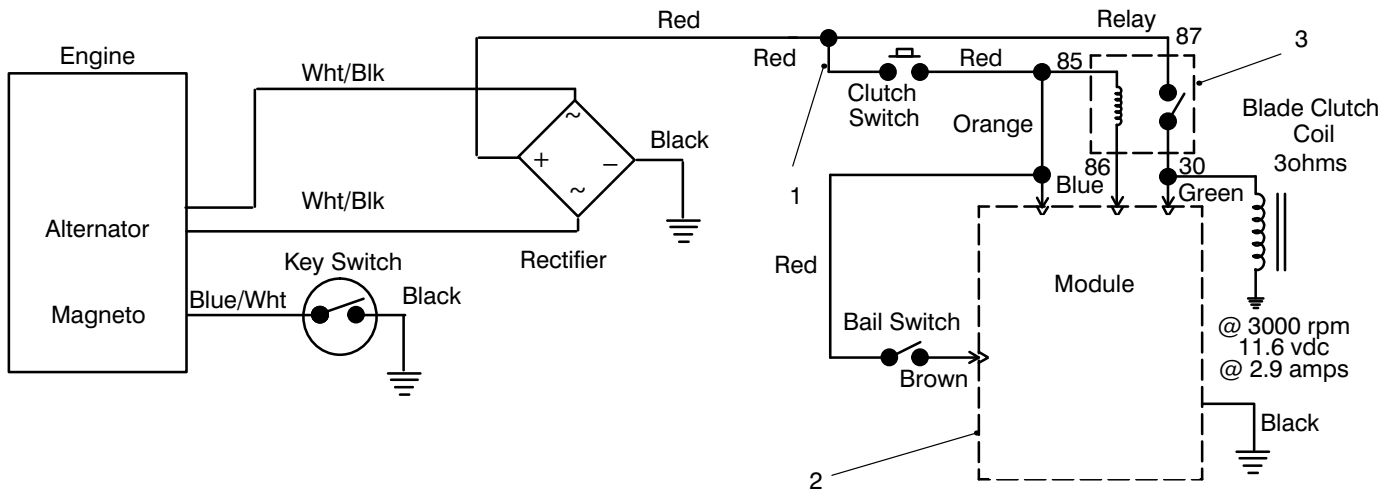 Red
Relay
87
3
Engine
Red
Red
85
Wht/Blk
Clutch
Switch
Blade Clutch
Coil
3ohms
Orange
Black
+
−
~
~
86
30
1
Blue
Green
Wht/Blk
Alternator
Rectifier
Key Switch
Red
Module
Blue/Wht
Black
Magneto
Bail Switch
@ 3000 rpm
11.6 vdc
@ 2.9 amps
Brown
Black
2